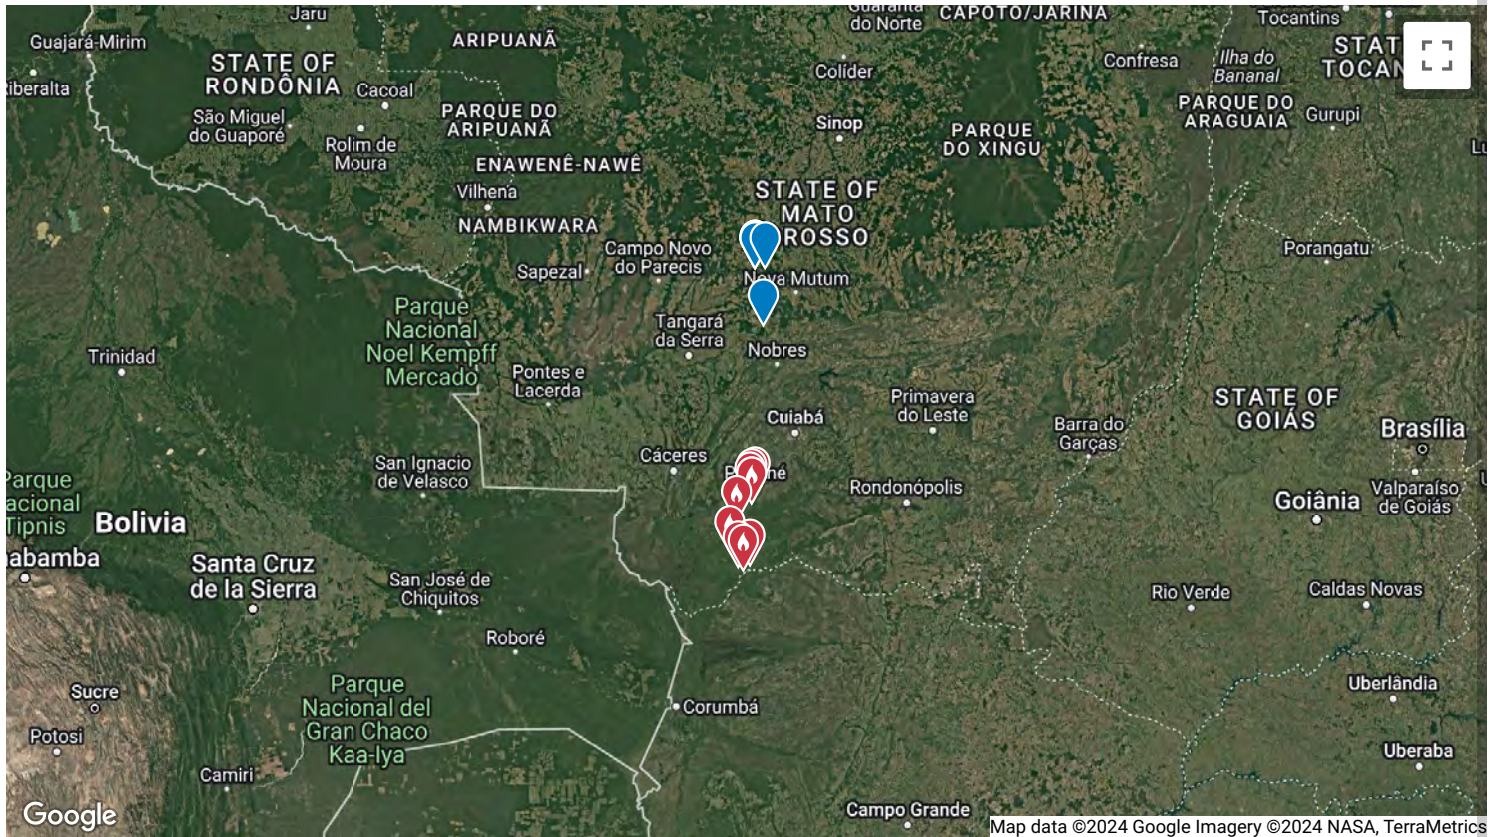 Jaru
Guajará-Mirim
STATE OF
RONDÔNIA
Cacoal
São Miguel
do Guaporé
Rolim de
Moura
ARIPUANÃ
PARQUE DO
ARIPUANÃ
ENAWENÊ-NAWÊ
Vilhena
NAMBIKWARA
do Norte
CAPOTO/JARINA
Colíder
Sinop
PARQUE
DO XINGU
Confresa
Ilha do
Bananal
Tocantins
STAT
TOCAN
PARQUE DO
ARAGUAIA
Gurupi
STATE OF
MATO
ROSSO
Campo Novo
do Parecis
Sapezal
Nova Mutum
Porangatu
Parque
Nacional
Noel Kempff
Mercado
Tangará
da Serra
Nobres
Trinidad
Pontes e
Lacerda
Primavera
do Leste
Cuiabá
Barra do
Garças
STATE OF
GOIÁS
Brasília
Cáceres
San Ignacio
de Velasco
Rondonópolis
Goiânia
Valparaíso
de Goiás
Parque
acional
Tipnis
Bolivia
abamba
Santa Cruz
de la Sierra
San José de
Chiquitos
Rio Verde
Caldas Novas
Roboré
Parque
Nacional del
Gran Chaco
Kaa-Iya
Sucre
Potosi
Camiri
Corumbá
Uberlândia
Uberaba
Campo Grande
Google
Map data ©2024 Google Imagery ©2024 NASA, TerraMetrics